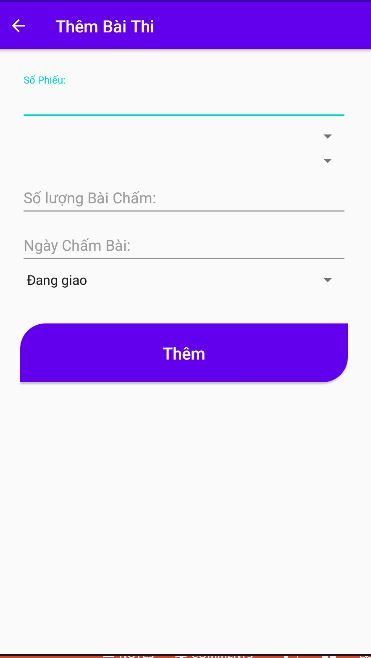 Thêm Bài Thi
Số Phiếu:
Số lượng Bài Chấm:
Ngày Chấm Bài:
Đang giao
Thêm